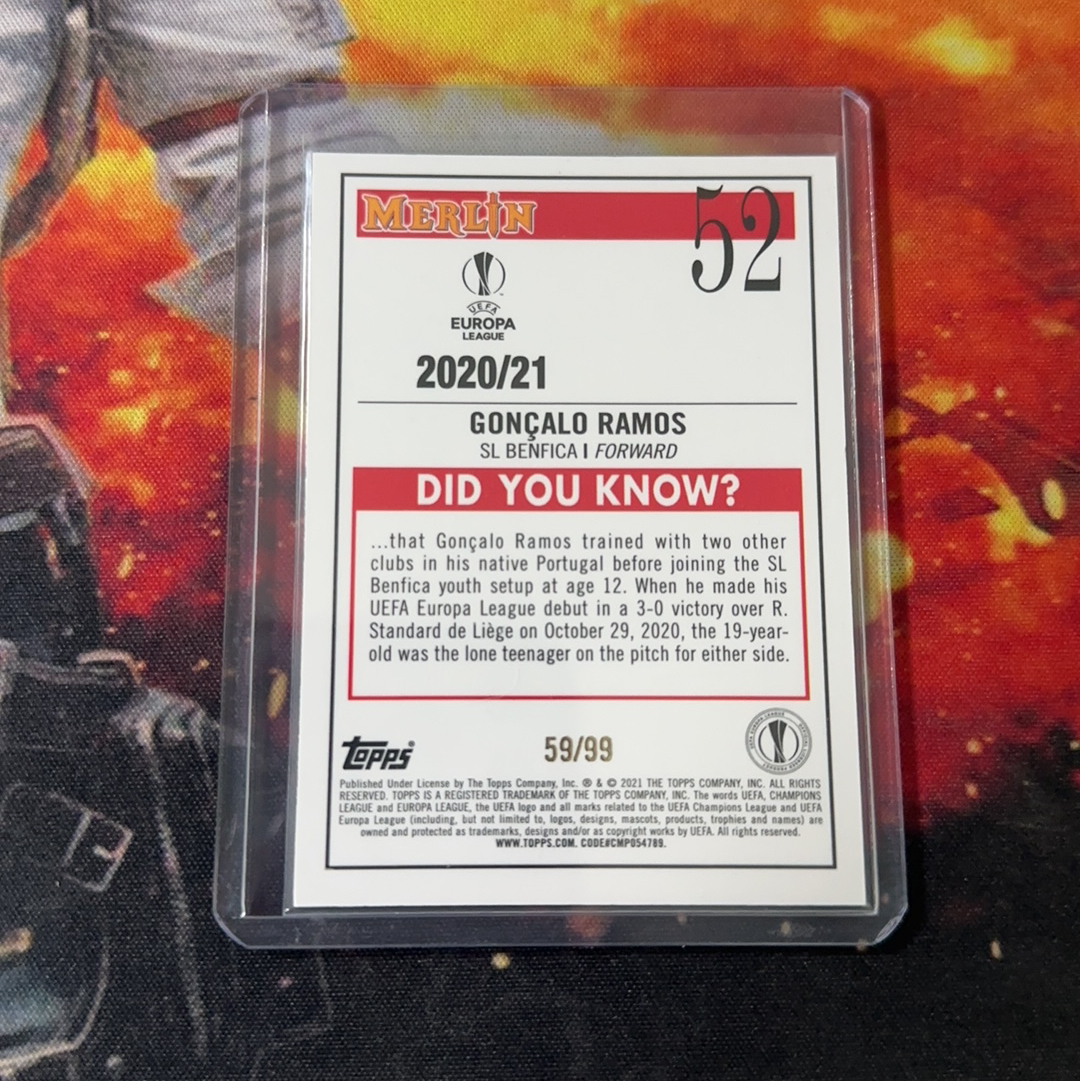 MERLIN
52
UEFA
EUROPA
LEAGUE
2020/21
GONÇALO RAMOS
SL BENFICA | FORWARD
DID YOU KNOW?
...that Gonçalo Ramos trained with two other
clubs in his native Portugal before joining the SL
Benfica youth setup at age 12. When he made his
UEFA Europa League debut in a 3-0 victory over R.
Standard de Liège on October 29, 2020, the 19-year-
old was the lone teenager on the pitch for either side.
Topps®
59/99
Published Under License by The Topps Company, Inc. ® & © 2021 THE TOPPS COMPANY, INC. ALL RIGHTS
RESERVED. TOPPS IS A REGISTERED TRADEMARK OF THE TOPPS COMPANY, INC. The words UEFA, CHAMPIONS
LEAGUE and EUROPA LEAGUE, the UEFA logo and all marks related to the UEFA Champions League and UEFA
Europa League (including, but not limited to, logos, designs, mascots, products, trophies and names) are
owned and protected as trademarks, designs and/or as copyright works by UEFA. All rights reserved.
WWW.TOPPS.COM. CODE#CMP054789.